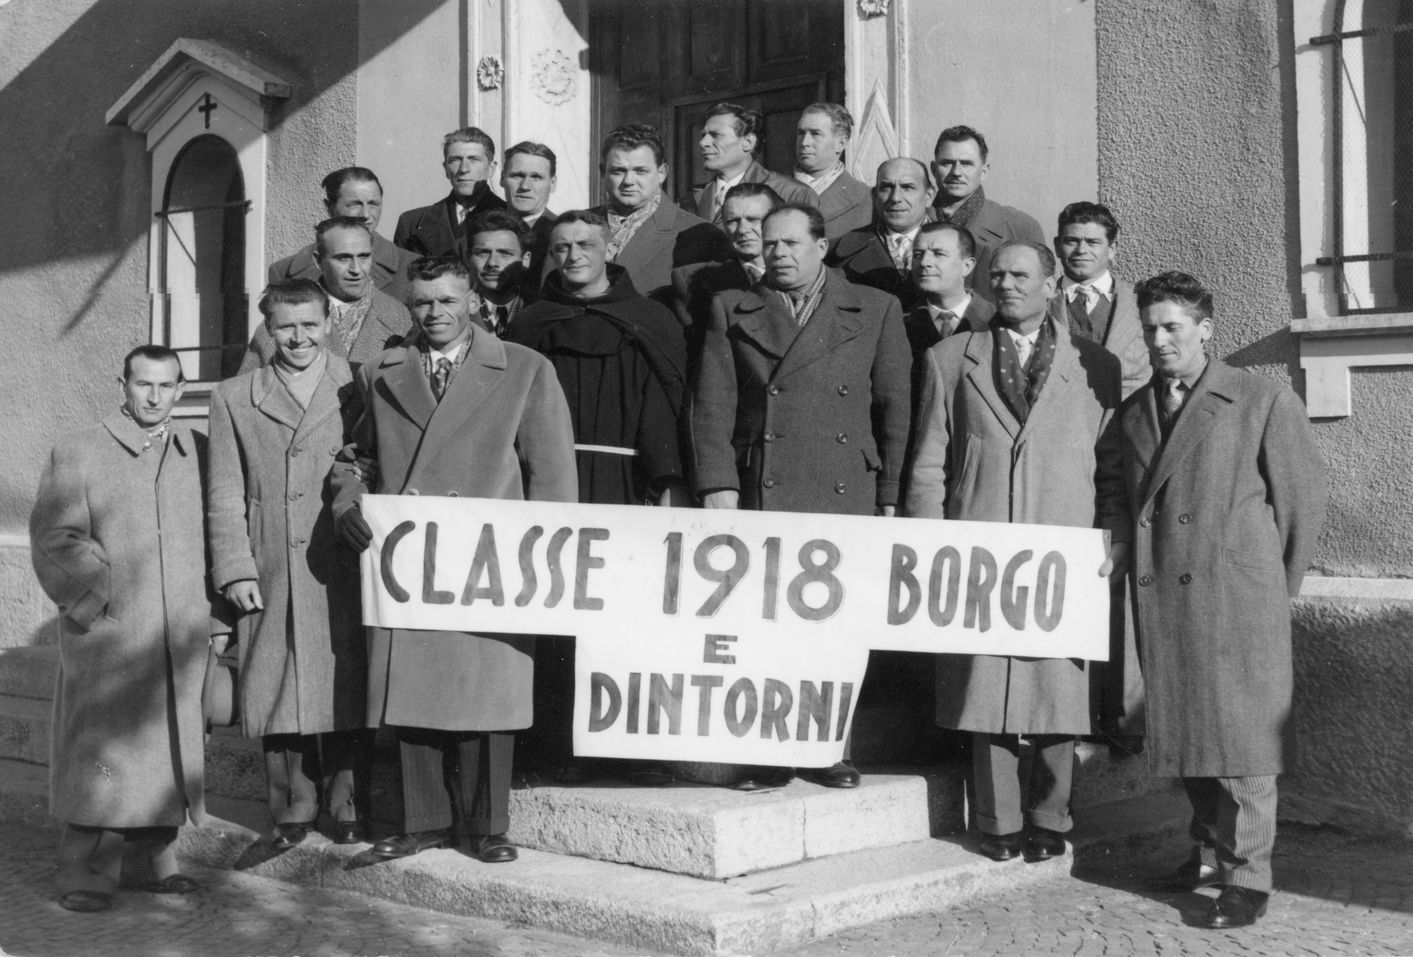 CLASSE 1918 BORGO
E
DINTORNI